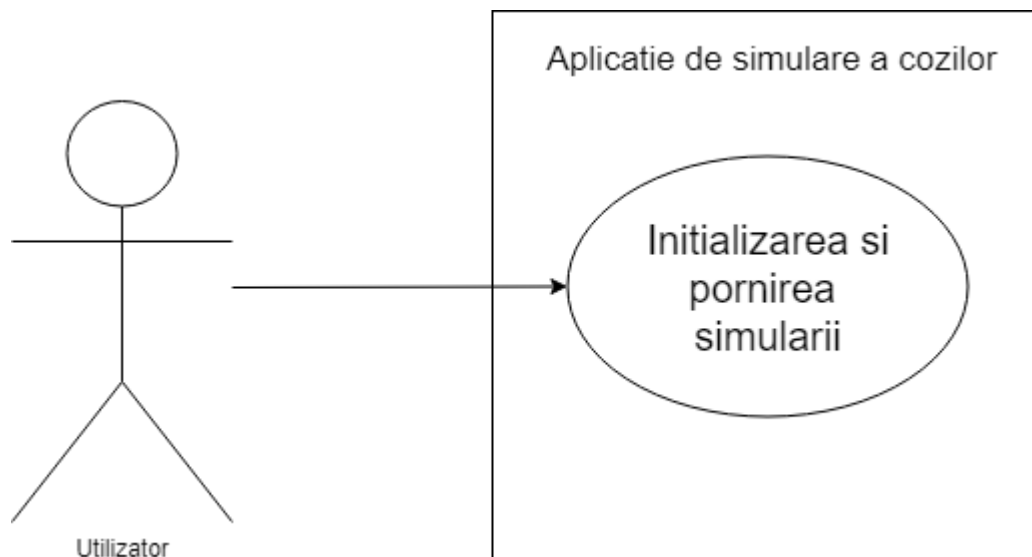 Aplicatie de simulare a cozilor
Initializarea si
pornirea
simularii
Utilizator